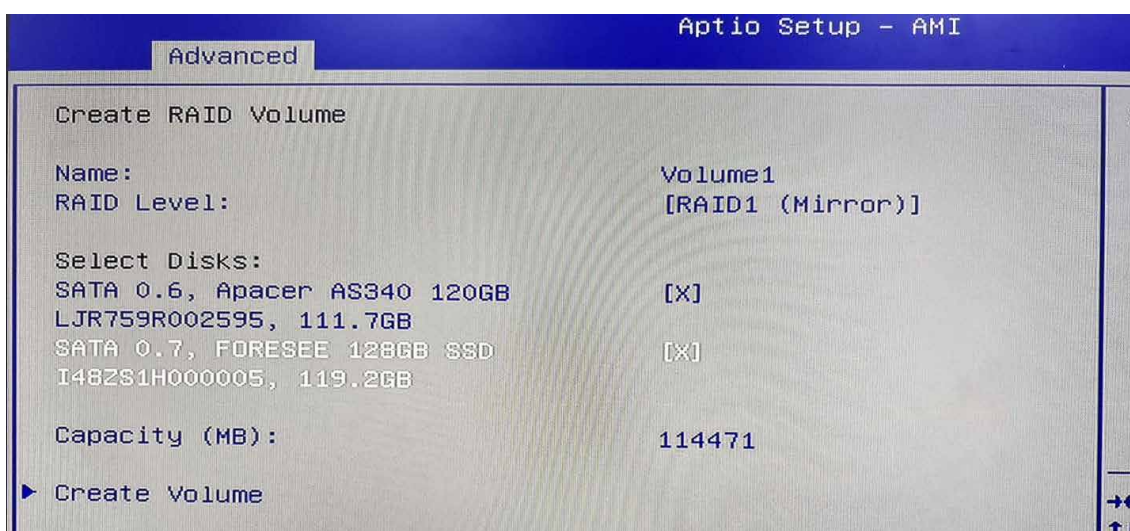 Aptio Setup - AMI
Advanced
Create RAID Volume
Name: Volume1
RAID Level: [RAID1 (Mirror)]
Select Disks:
SATA 0.6, Apacer AS340 120GB [X]
LJR759R002595, 111.7GB
SATA 0.7, FORESEE 128GB SSD [X]
I48ZS1H000005, 119.2GB
Capacity (MB): 114471
Create Volume